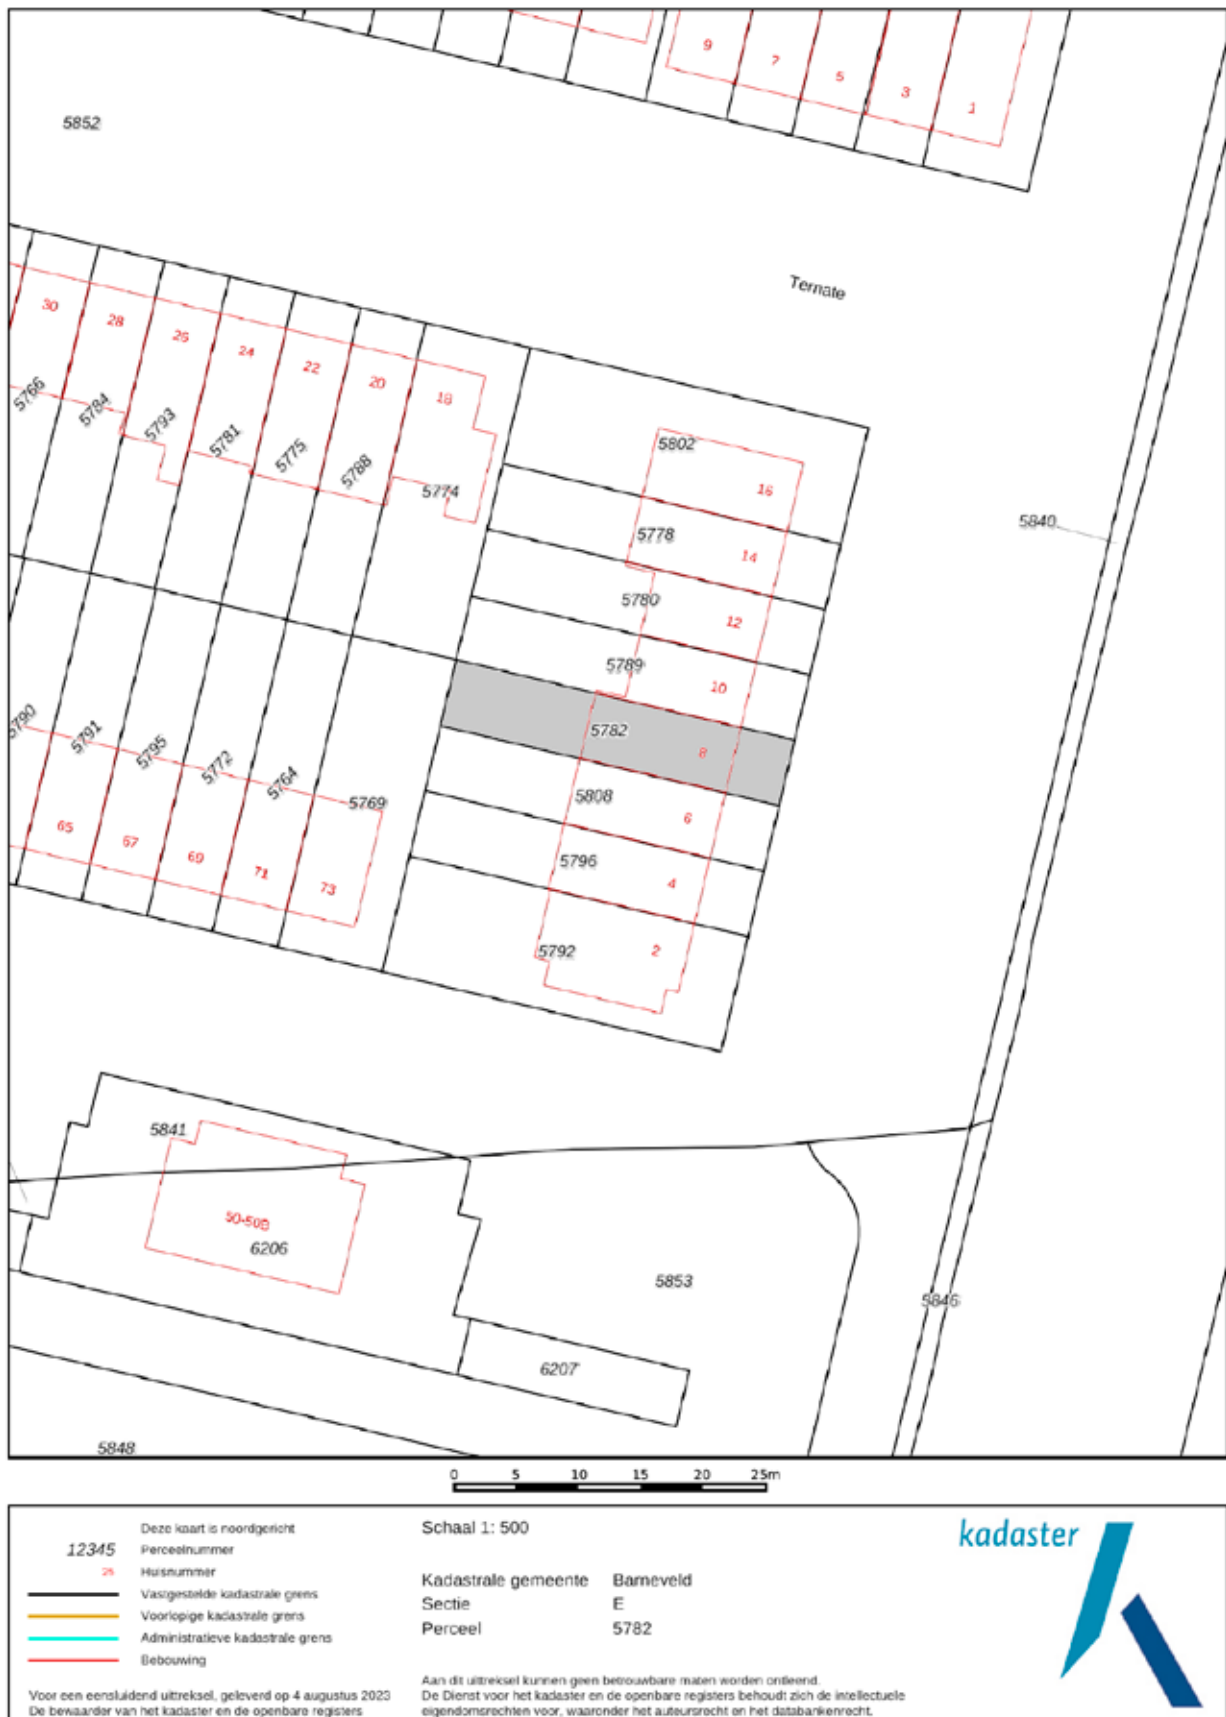 9
7
5
3
1
5852
Ternate
30
28
26
24
22
20
18
5766
5784
5793
5781
5775
5788
5774
5802
16
5840
5778
14
5780
12
5789
10
5782
8
5790
5791
5795
5772
5764
5769
5808
6
65
67
69
71
73
5796
4
5792
2
5841
50-50B
6206
5853
5846
6207
5848
0 5 10 15 20 25m
Deze kaart is noordgericht
12345 Perceelnummer
25 Huisnummer
Vastgestelde kadastrale grens
Voorlopige kadastrale grens
Administratieve kadastrale grens
Bebouwing
Voor een eensluidend uittreksel, geleverd op 4 augustus 2023
De bewaarder van het kadaster en de openbare registers
Schaal 1: 500
Kadastrale gemeente Barneveld
Sectie E
Perceel 5782
Aan dit uittreksel kunnen geen betrouwbare maten worden ontleend.
De Dienst voor het kadaster en de openbare registers behoudt zich de intellectuele
eigendomsrechten voor, waaronder het auteursrecht en het databankenrecht.
kadaster